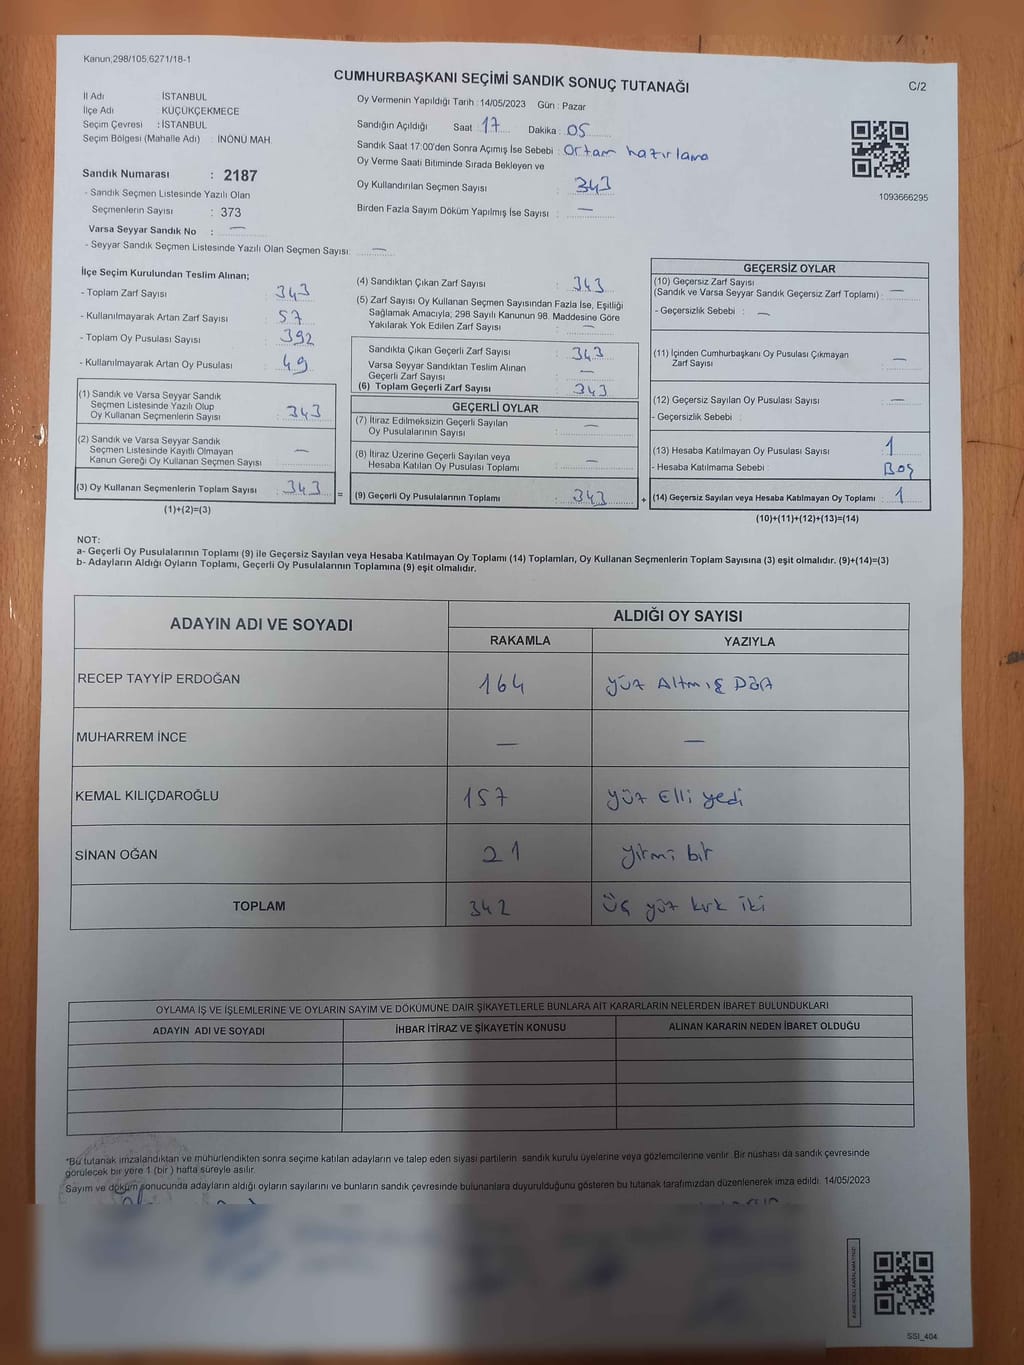 Kanun;298/105;6271/18-1
CUMHURBAŞKANI SEÇİMİ SANDIK SONUÇ TUTANAĞI
C/2
İl Adı : İSTANBUL
İlçe Adı : KÜÇÜKÇEKMECE
Seçim Çevresi : İSTANBUL
Seçim Bölgesi (Mahalle Adı) : İNÖNÜ MAH.
Sandık Numarası : 2187
- Sandık Seçmen Listesinde Yazılı Olan
Seçmenlerin Sayısı : 373
Varsa Seyyar Sandık No : —
- Seyyar Sandık Seçmen Listesinde Yazılı Olan Seçmen Sayısı: —
Oy Vermenin Yapıldığı Tarih : 14/05/2023 Gün : Pazar
Sandığın Açıldığı Saat : 17 Dakika : 05
Sandık Saat 17:00'den Sonra Açımış İse Sebebi : Ortam hazırlama
Oy Verme Saati Bitiminde Sırada Bekleyen ve
Oy Kullandırılan Seçmen Sayısı : 343
Birden Fazla Sayım Döküm Yapılmış İse Sayısı : —
1093666295
İlçe Seçim Kurulundan Teslim Alınan;
- Toplam Zarf Sayısı : 343
- Kullanılmayarak Artan Zarf Sayısı : 57
- Toplam Oy Pusulası Sayısı : 392
- Kullanılmayarak Artan Oy Pusulası : 49
(1) Sandık ve Varsa Seyyar Sandık
Seçmen Listesinde Yazılı Olup
Oy Kullanan Seçmenlerin Sayısı : 343
(2) Sandık ve Varsa Seyyar Sandık
Seçmen Listesinde Kayıtlı Olmayan
Kanun Gereği Oy Kullanan Seçmen Sayısı : —
(3) Oy Kullanan Seçmenlerin Toplam Sayısı : 343
(1)+(2)=(3)
=
(4) Sandıktan Çıkan Zarf Sayısı : 343
(5) Zarf Sayısı Oy Kullanan Seçmen Sayısından Fazla İse, Eşitliği
Sağlamak Amacıyla; 298 Sayılı Kanunun 98. Maddesine Göre
Yakılarak Yok Edilen Zarf Sayısı : —
Sandıkta Çıkan Geçerli Zarf Sayısı : 343
Varsa Seyyar Sandıktan Teslim Alınan
Geçerli Zarf Sayısı : —
(6) Toplam Geçerli Zarf Sayısı : 343
GEÇERLİ OYLAR
(7) İtiraz Edilmeksizin Geçerli Sayılan
Oy Pusulalarının Sayısı : —
(8) İtiraz Üzerine Geçerli Sayılan veya
Hesaba Katılan Oy Pusulası Toplamı : —
(9) Geçerli Oy Pusulalarının Toplamı : 343
+
GEÇERSİZ OYLAR
(10) Geçersiz Zarf Sayısı
(Sandık ve Varsa Seyyar Sandık Geçersiz Zarf Toplamı) : —
- Geçersizlik Sebebi : —
(11) İçinden Cumhurbaşkanı Oy Pusulası Çıkmayan
Zarf Sayısı : —
(12) Geçersiz Sayılan Oy Pusulası Sayısı : —
- Geçersizlik Sebebi :
(13) Hesaba Katılmayan Oy Pusulası Sayısı : 1
- Hesaba Katılmama Sebebi : Boş
(14) Geçersiz Sayılan veya Hesaba Katılmayan Oy Toplamı : 1
(10)+(11)+(12)+(13)=(14)
NOT:
a- Geçerli Oy Pusulalarının Toplamı (9) ile Geçersiz Sayılan veya Hesaba Katılmayan Oy Toplamı (14) Toplamları, Oy Kullanan Seçmenlerin Toplam Sayısına (3) eşit olmalıdır. (9)+(14)=(3)
b- Adayların Aldığı Oyların Toplamı, Geçerli Oy Pusulalarının Toplamına (9) eşit olmalıdır.
ADAYIN ADI VE SOYADI ALDIĞI OY SAYISI
RAKAMLA YAZIYLA
RECEP TAYYİP ERDOĞAN 164 yüz Altmış Dört
MUHARREM İNCE — —
KEMAL KILIÇDAROĞLU 157 yüz Elli yedi
SİNAN OĞAN 21 yirmi bir
TOPLAM 342 Üç yüz kırk iki
OYLAMA İŞ VE İŞLEMLERİNE VE OYLARIN SAYIM VE DÖKÜMÜNE DAİR ŞİKAYETLERLE BUNLARA AİT KARARLARIN NELERDEN İBARET BULUNDUKLARI
ADAYIN ADI VE SOYADI İHBAR İTİRAZ VE ŞİKAYETİN KONUSU ALINAN KARARIN NEDEN İBARET OLDUĞU
*Bu tutanak imzalandıktan ve mühürlendikten sonra seçime katılan adayların ve talep eden siyasi partilerin sandık kurulu üyelerine veya gözlemcilerine verilir. Bir nüshası da sandık çevresinde
görülecek bir yere 1 (bir) hafta süreyle asılır.
Sayım ve döküm sonucunda adayların aldığı oyların sayılarını ve bunların sandık çevresinde bulunanlara duyurulduğunu gösteren bu tutanak tarafımızdan düzenlenerek imza edildi. 14/05/2023
SSI_404